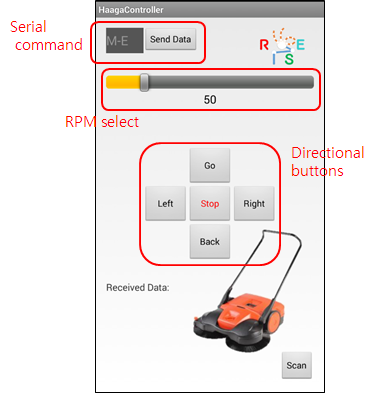 HaagaController
Serial
command
M-E
Send Data
R S E
I S
50
RPM select
Directional
buttons
Go
Left
Stop
Right
Back
Received Data:
Scan